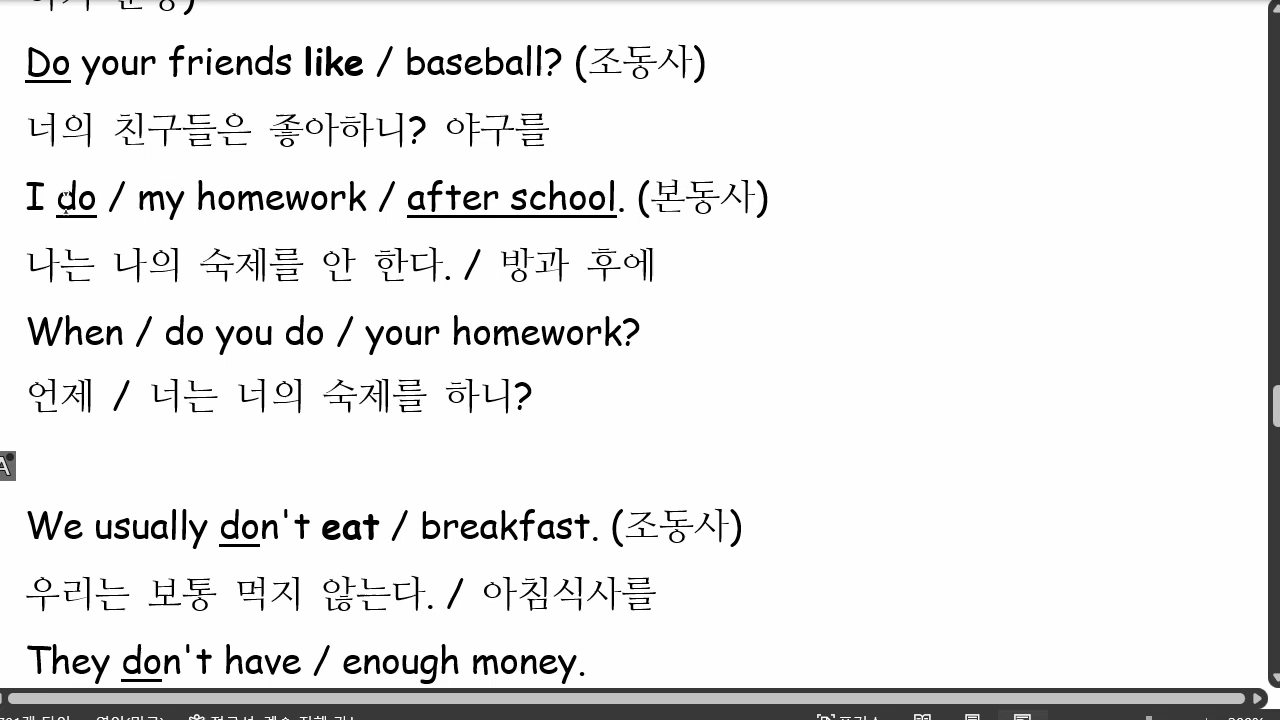 Do your friends like / baseball? (조동사)
너의 친구들은 좋아하니? 야구를
I do / my homework / after school. (본동사)
나는 나의 숙제를 안 한다. / 방과 후에
When / do you do / your homework?
언제 / 너는 너의 숙제를 하니?
A
We usually don't eat / breakfast. (조동사)
우리는 보통 먹지 않는다. / 아침식사를
They don't have / enough money.